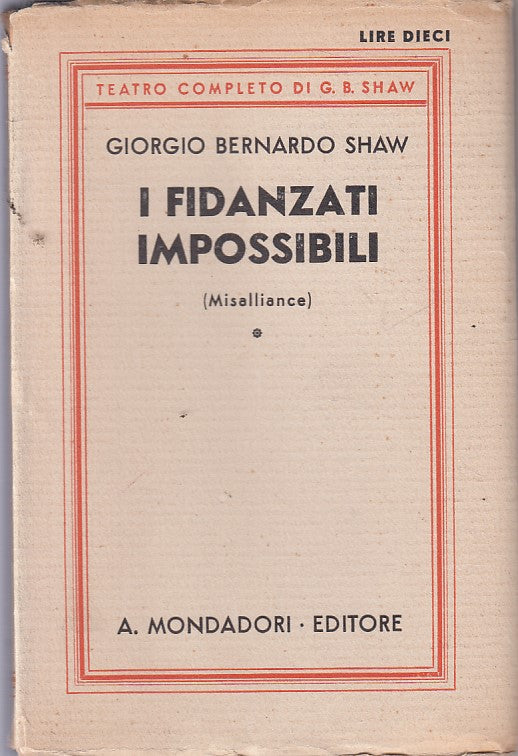 LIRE DIECI
TEATRO COMPLETO DI G. B. SHAW
GIORGIO BERNARDO SHAW
I FIDANZATI
IMPOSSIBILI
(Misalliance)
A. MONDADORI · EDITORE